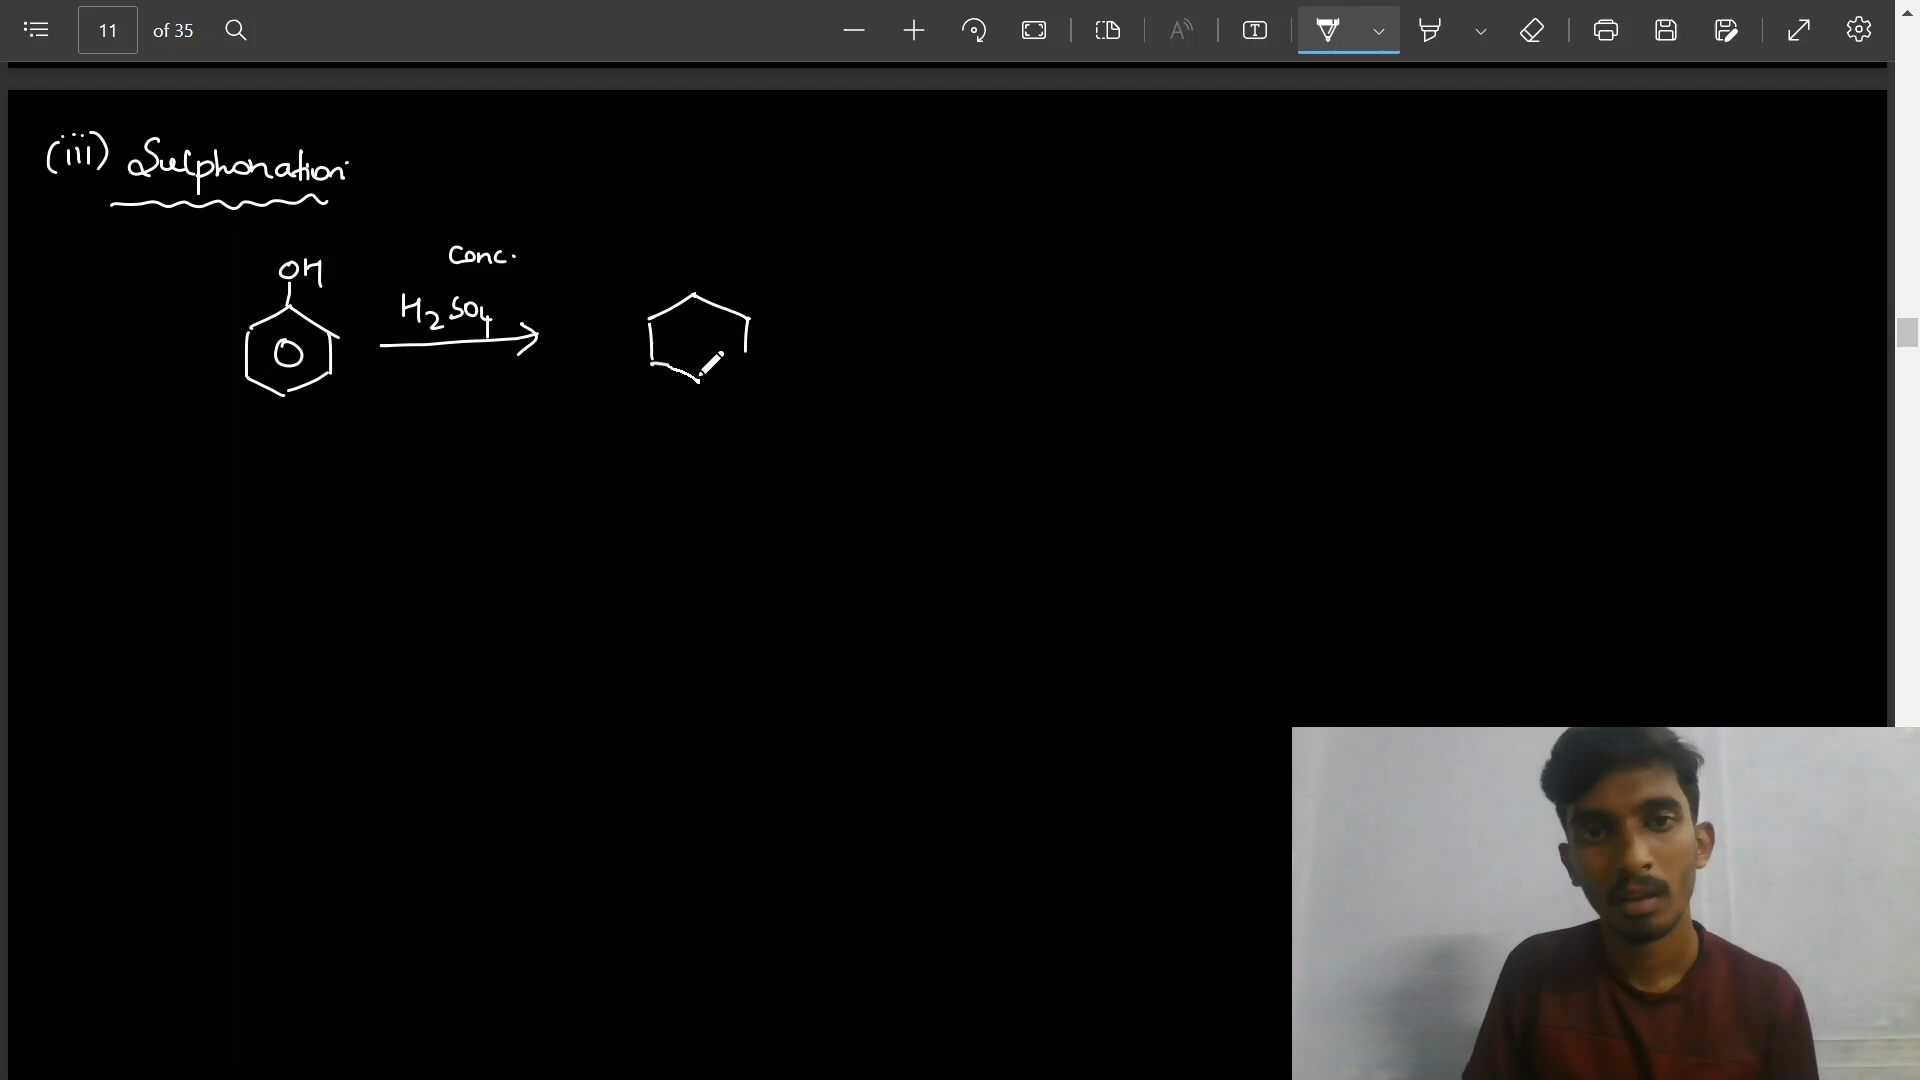 11 of 35
(iii) Sulphonation
OH
Conc.
H2SO4